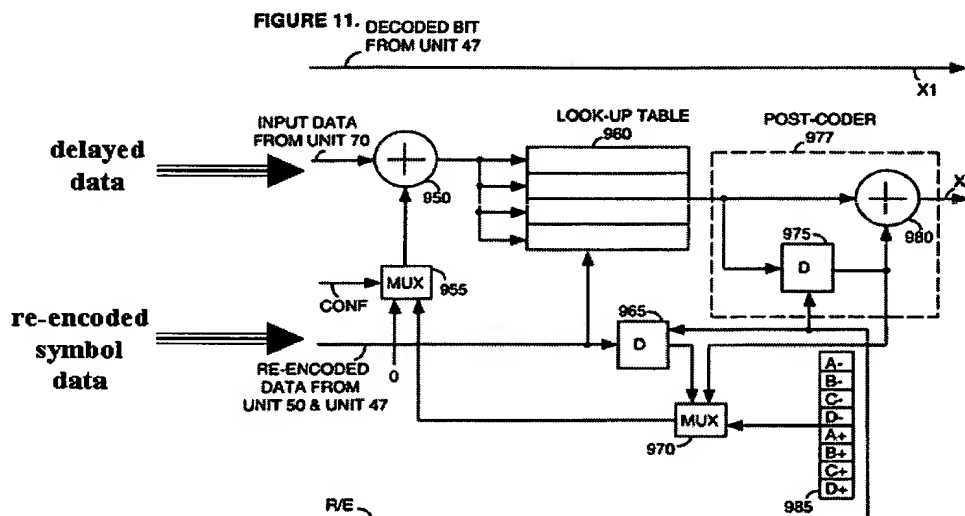 FIGURE 11. DECODED BIT
FROM UNIT 47
X1
LOOK-UP TABLE
960
POST-CODER
977
delayed
data
INPUT DATA
FROM UNIT 70
+
950
+
980
X
975
D
CONF
MUX
955
re-encoded
symbol
data
965
D
RE-ENCODED
DATA FROM
UNIT 50 & UNIT 47
0
MUX
970
A-
B-
C-
D-
A+
B+
C+
D+
985
R/E